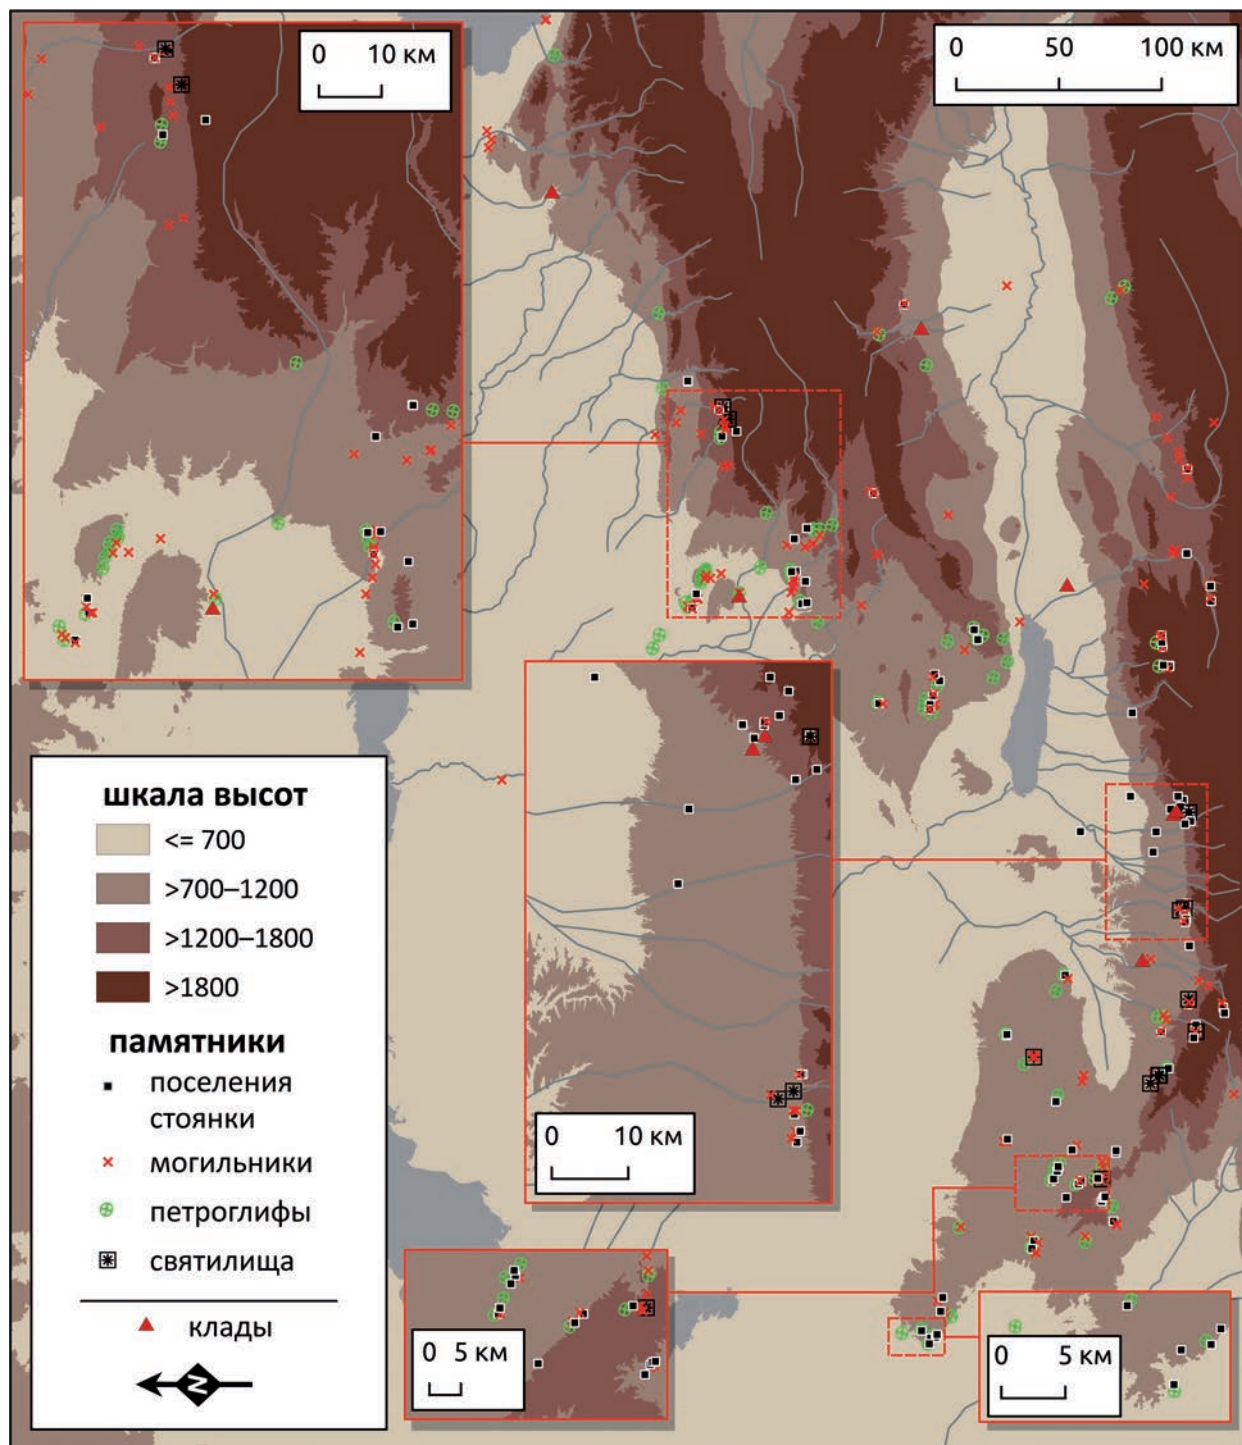 0 10 км
0 50 100 км
шкала высот
<= 700
>700–1200
>1200–1800
>1800
памятники
поселения
стоянки
могильники
петроглифы
святилища
клады
N
0 10 км
0 5 км
0 5 км